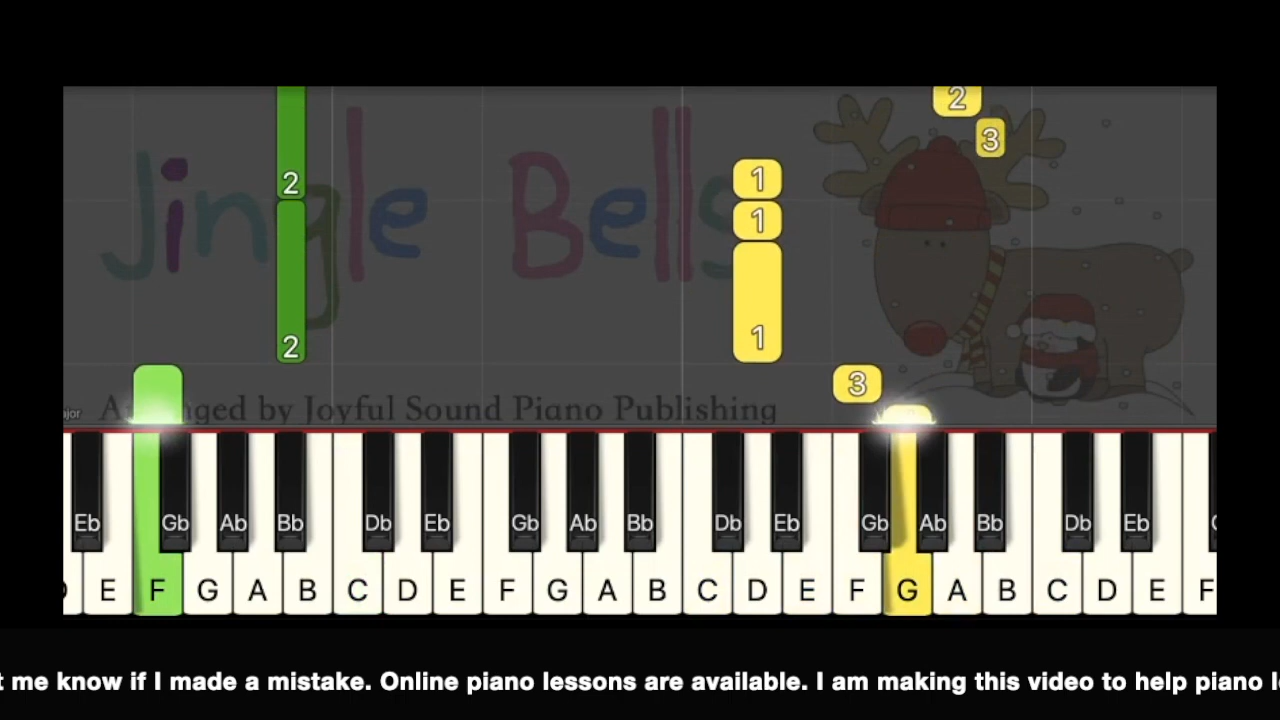 2
3
Jingle Bells
2
1
1
2
1
3
ajor
Arranged by Joyful Sound Piano Publishing
Eb Gb Ab Bb Db Eb Gb Ab Bb Db Eb Gb Ab Bb Db Eb
E F G A B C D E F G A B C D E F G A B C D E F
t me know if I made a mistake. Online piano lessons are available. I am making this video to help piano l